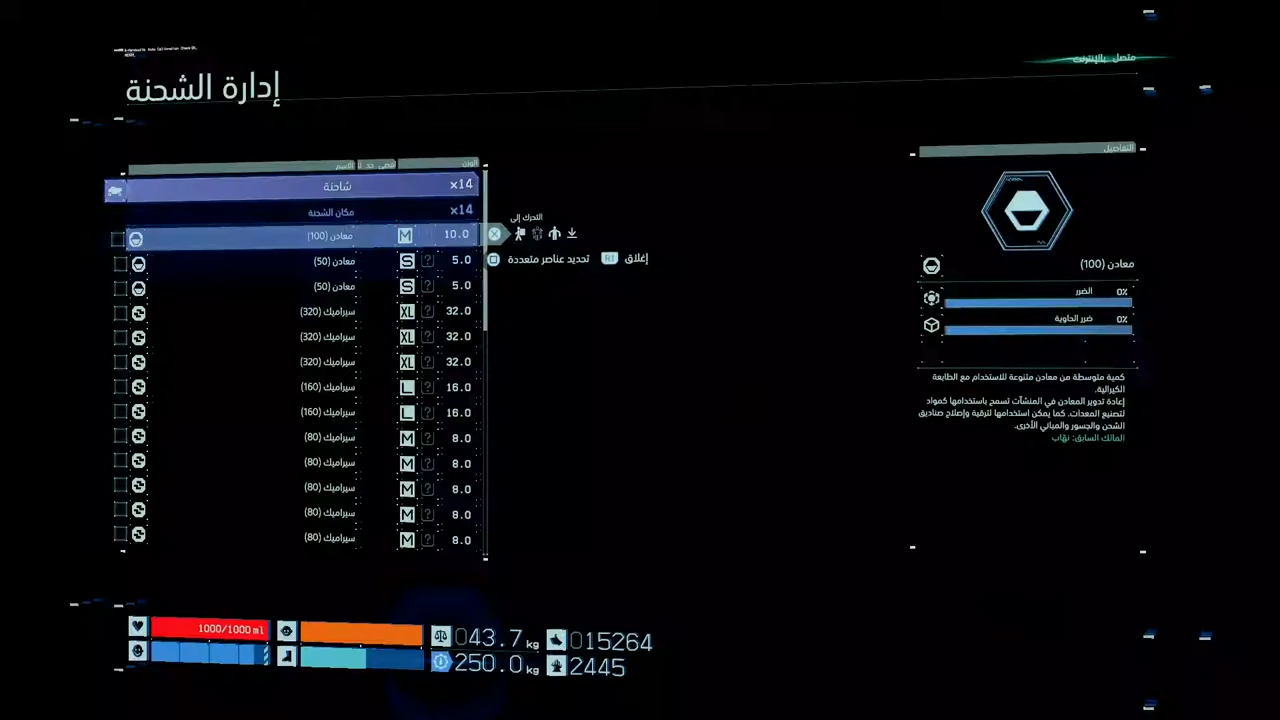 متصل بالإنترنت
إدارة الشحنة
الاسم
الوزن
شاحنة x14
مكان الشحنة x14
معادن (100) M 10.0
معادن (50) S ? 5.0
معادن (50) S ? 5.0
سيراميك (320) XL ? 32.0
سيراميك (320) XL ? 32.0
سيراميك (320) XL ? 32.0
سيراميك (160) L ? 16.0
سيراميك (160) L ? 16.0
سيراميك (80) M ? 8.0
سيراميك (80) M ? 8.0
سيراميك (80) M ? 8.0
سيراميك (80) M ? 8.0
سيراميك (80) M ? 8.0
التحرك إلى
تحديد عناصر متعددة R1 إغلاق
التفاصيل
معادن (100)
الضرر 0%
ضرر الحاوية 0%
كمية متوسطة من معادن متنوعة للاستخدام مع الطابعة
الكيرالية.
إعادة تدوير المعادن في المنشآت تسمح باستخدامها كمواد
لتصنيع المعدات. كما يمكن استخدامها لترقية وإصلاح صناديق
الشحن والجسور والمباني الأخرى.
المالك السابق: نهّاب
1000/1000 ml
043.7 kg
015264
250.0 kg
2445